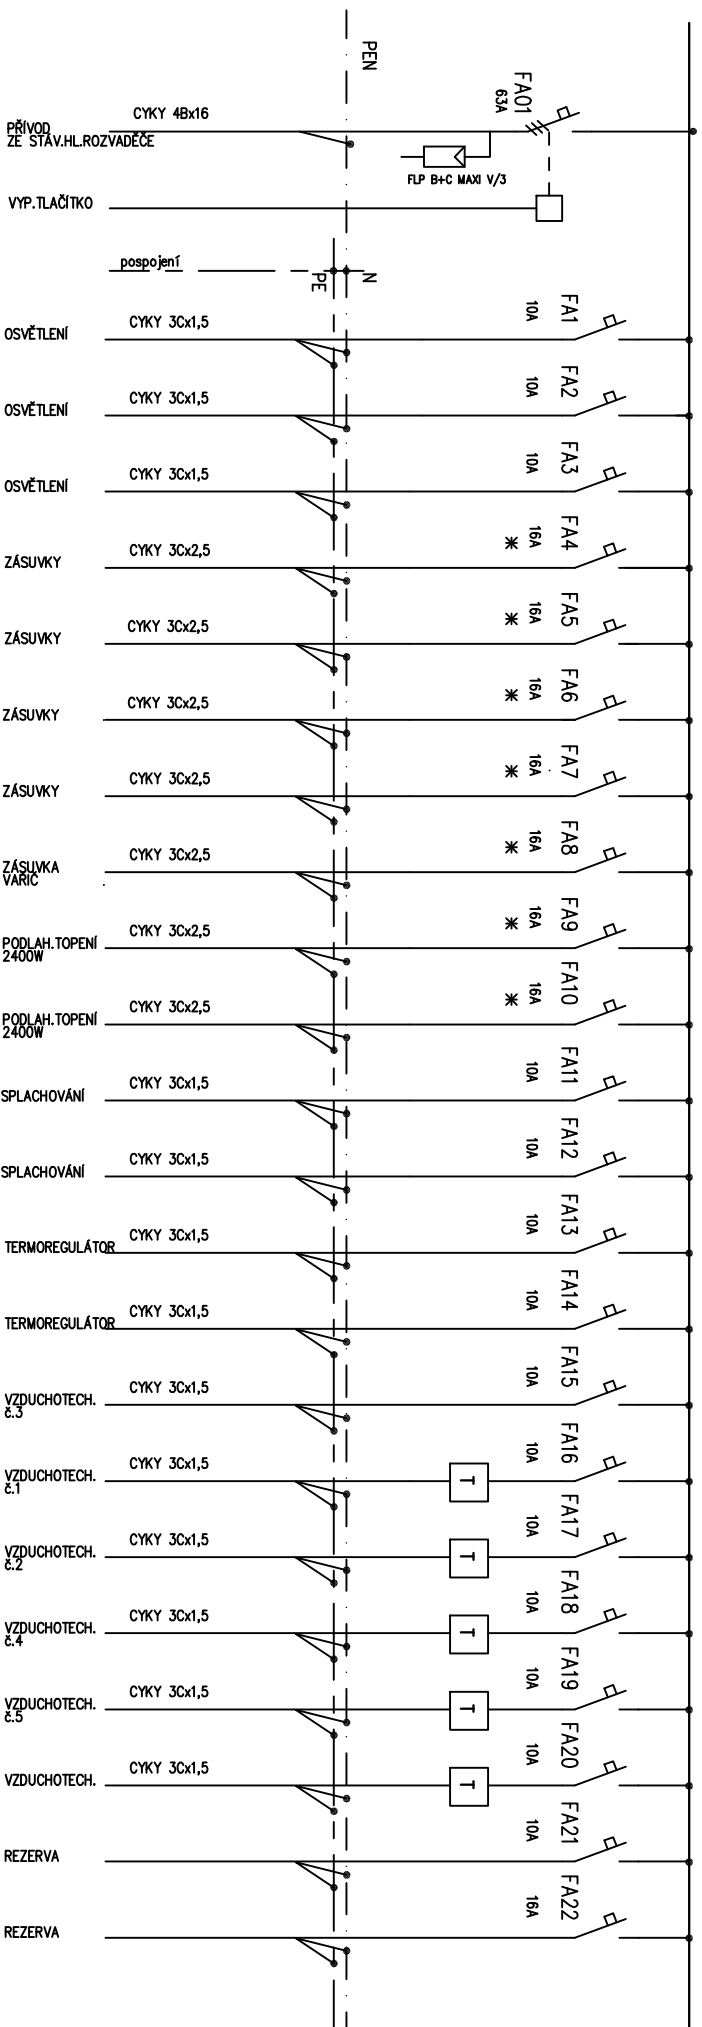 PEN
FA01
63A
CYKY 4Bx16
PŘÍVOD
ZE STÁV.HL.ROZVADĚČE
FLP B+C MAXI V/3
VYP.TLAČÍTKO
pospojení
PE
N
FA1
10A
CYKY 3Cx1,5
OSVĚTLENÍ
FA2
10A
CYKY 3Cx1,5
OSVĚTLENÍ
FA3
10A
CYKY 3Cx1,5
OSVĚTLENÍ
FA4
16A
*
CYKY 3Cx2,5
ZÁSUVKY
FA5
16A
*
CYKY 3Cx2,5
ZÁSUVKY
FA6
16A
*
CYKY 3Cx2,5
ZÁSUVKY
FA7
16A
*
CYKY 3Cx2,5
ZÁSUVKY
FA8
16A
*
CYKY 3Cx2,5
ZÁSUVKA
VAŘIČ
FA9
16A
*
CYKY 3Cx2,5
PODLAH.TOPENÍ
2400W
FA10
16A
*
CYKY 3Cx2,5
PODLAH.TOPENÍ
2400W
FA11
10A
CYKY 3Cx1,5
SPLACHOVÁNÍ
FA12
10A
CYKY 3Cx1,5
SPLACHOVÁNÍ
FA13
10A
CYKY 3Cx1,5
TERMOREGULÁTOR
FA14
10A
CYKY 3Cx1,5
TERMOREGULÁTOR
FA15
10A
CYKY 3Cx1,5
VZDUCHOTECH.
č.3
FA16
10A
CYKY 3Cx1,5
T
VZDUCHOTECH.
č.1
FA17
10A
CYKY 3Cx1,5
T
VZDUCHOTECH.
č.2
FA18
10A
CYKY 3Cx1,5
T
VZDUCHOTECH.
č.4
FA19
10A
CYKY 3Cx1,5
T
VZDUCHOTECH.
č.5
FA20
10A
CYKY 3Cx1,5
T
VZDUCHOTECH.
FA21
10A
REZERVA
FA22
16A
REZERVA